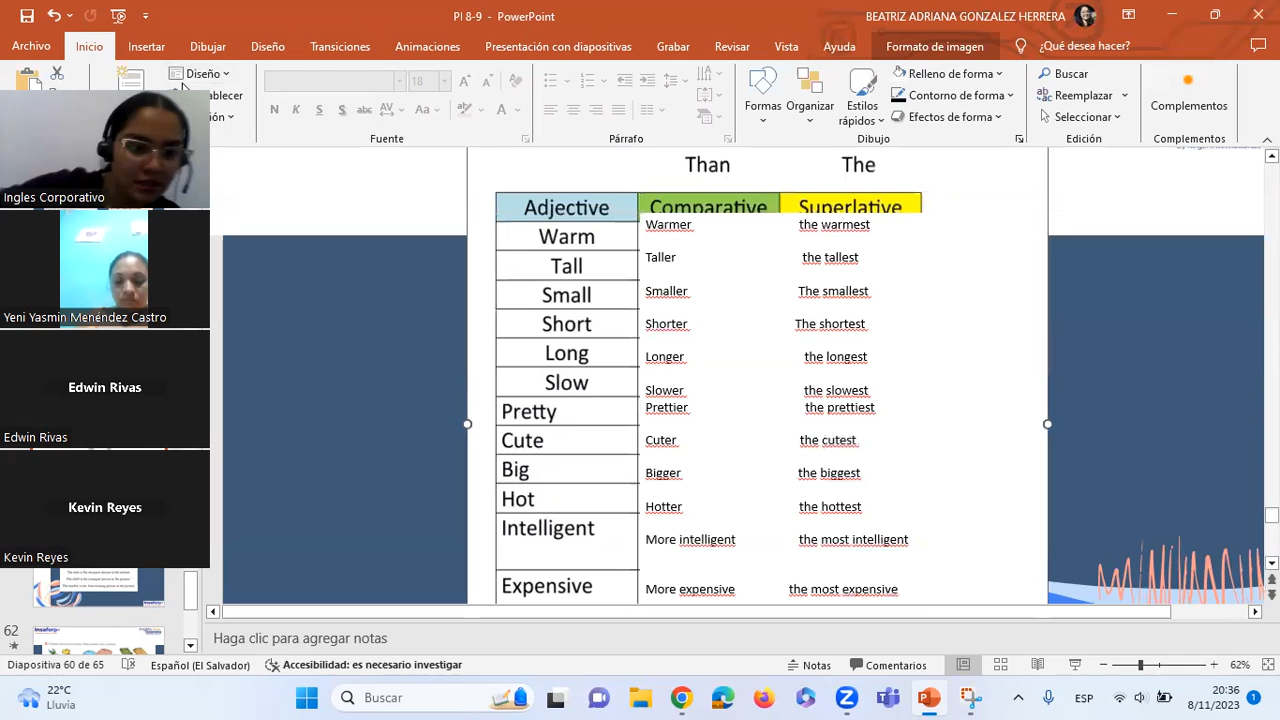 PI 8-9 - PowerPoint
BEATRIZ ADRIANA GONZALEZ HERRERA
Archivo Inicio Insertar Dibujar Diseño Transiciones Animaciones Presentación con diapositivas Grabar Revisar Vista Ayuda Formato de imagen ¿Qué desea hacer?
Diseño
18
Formas
Organizar
Estilos rápidos
Relleno de forma
Contorno de forma
Efectos de forma
Buscar
Reemplazar
Seleccionar
Complementos
Fuente Párrafo Dibujo Edición Complementos
Ingles Corporativo
Yeni Yasmin Menéndez Castro
Edwin Rivas
Edwin Rivas
Kevin Reyes
Kevin Reyes
Than The
Adjective Comparative Superlative
Warm Warmer the warmest
Tall Taller the tallest
Small Smaller The smallest
Short Shorter The shortest
Long Longer the longest
Slow Slower the slowest
Pretty Prettier the prettiest
Cute Cuter the cutest
Big Bigger the biggest
Hot Hotter the hottest
Intelligent More intelligent the most intelligent
Expensive More expensive the most expensive
62
Insaforp
Haga clic para agregar notas
Diapositiva 60 de 65 Español (El Salvador) Accesibilidad: es necesario investigar Notas Comentarios 62%
22°C
Lluvia
Buscar
ESP
20:36
8/11/2023